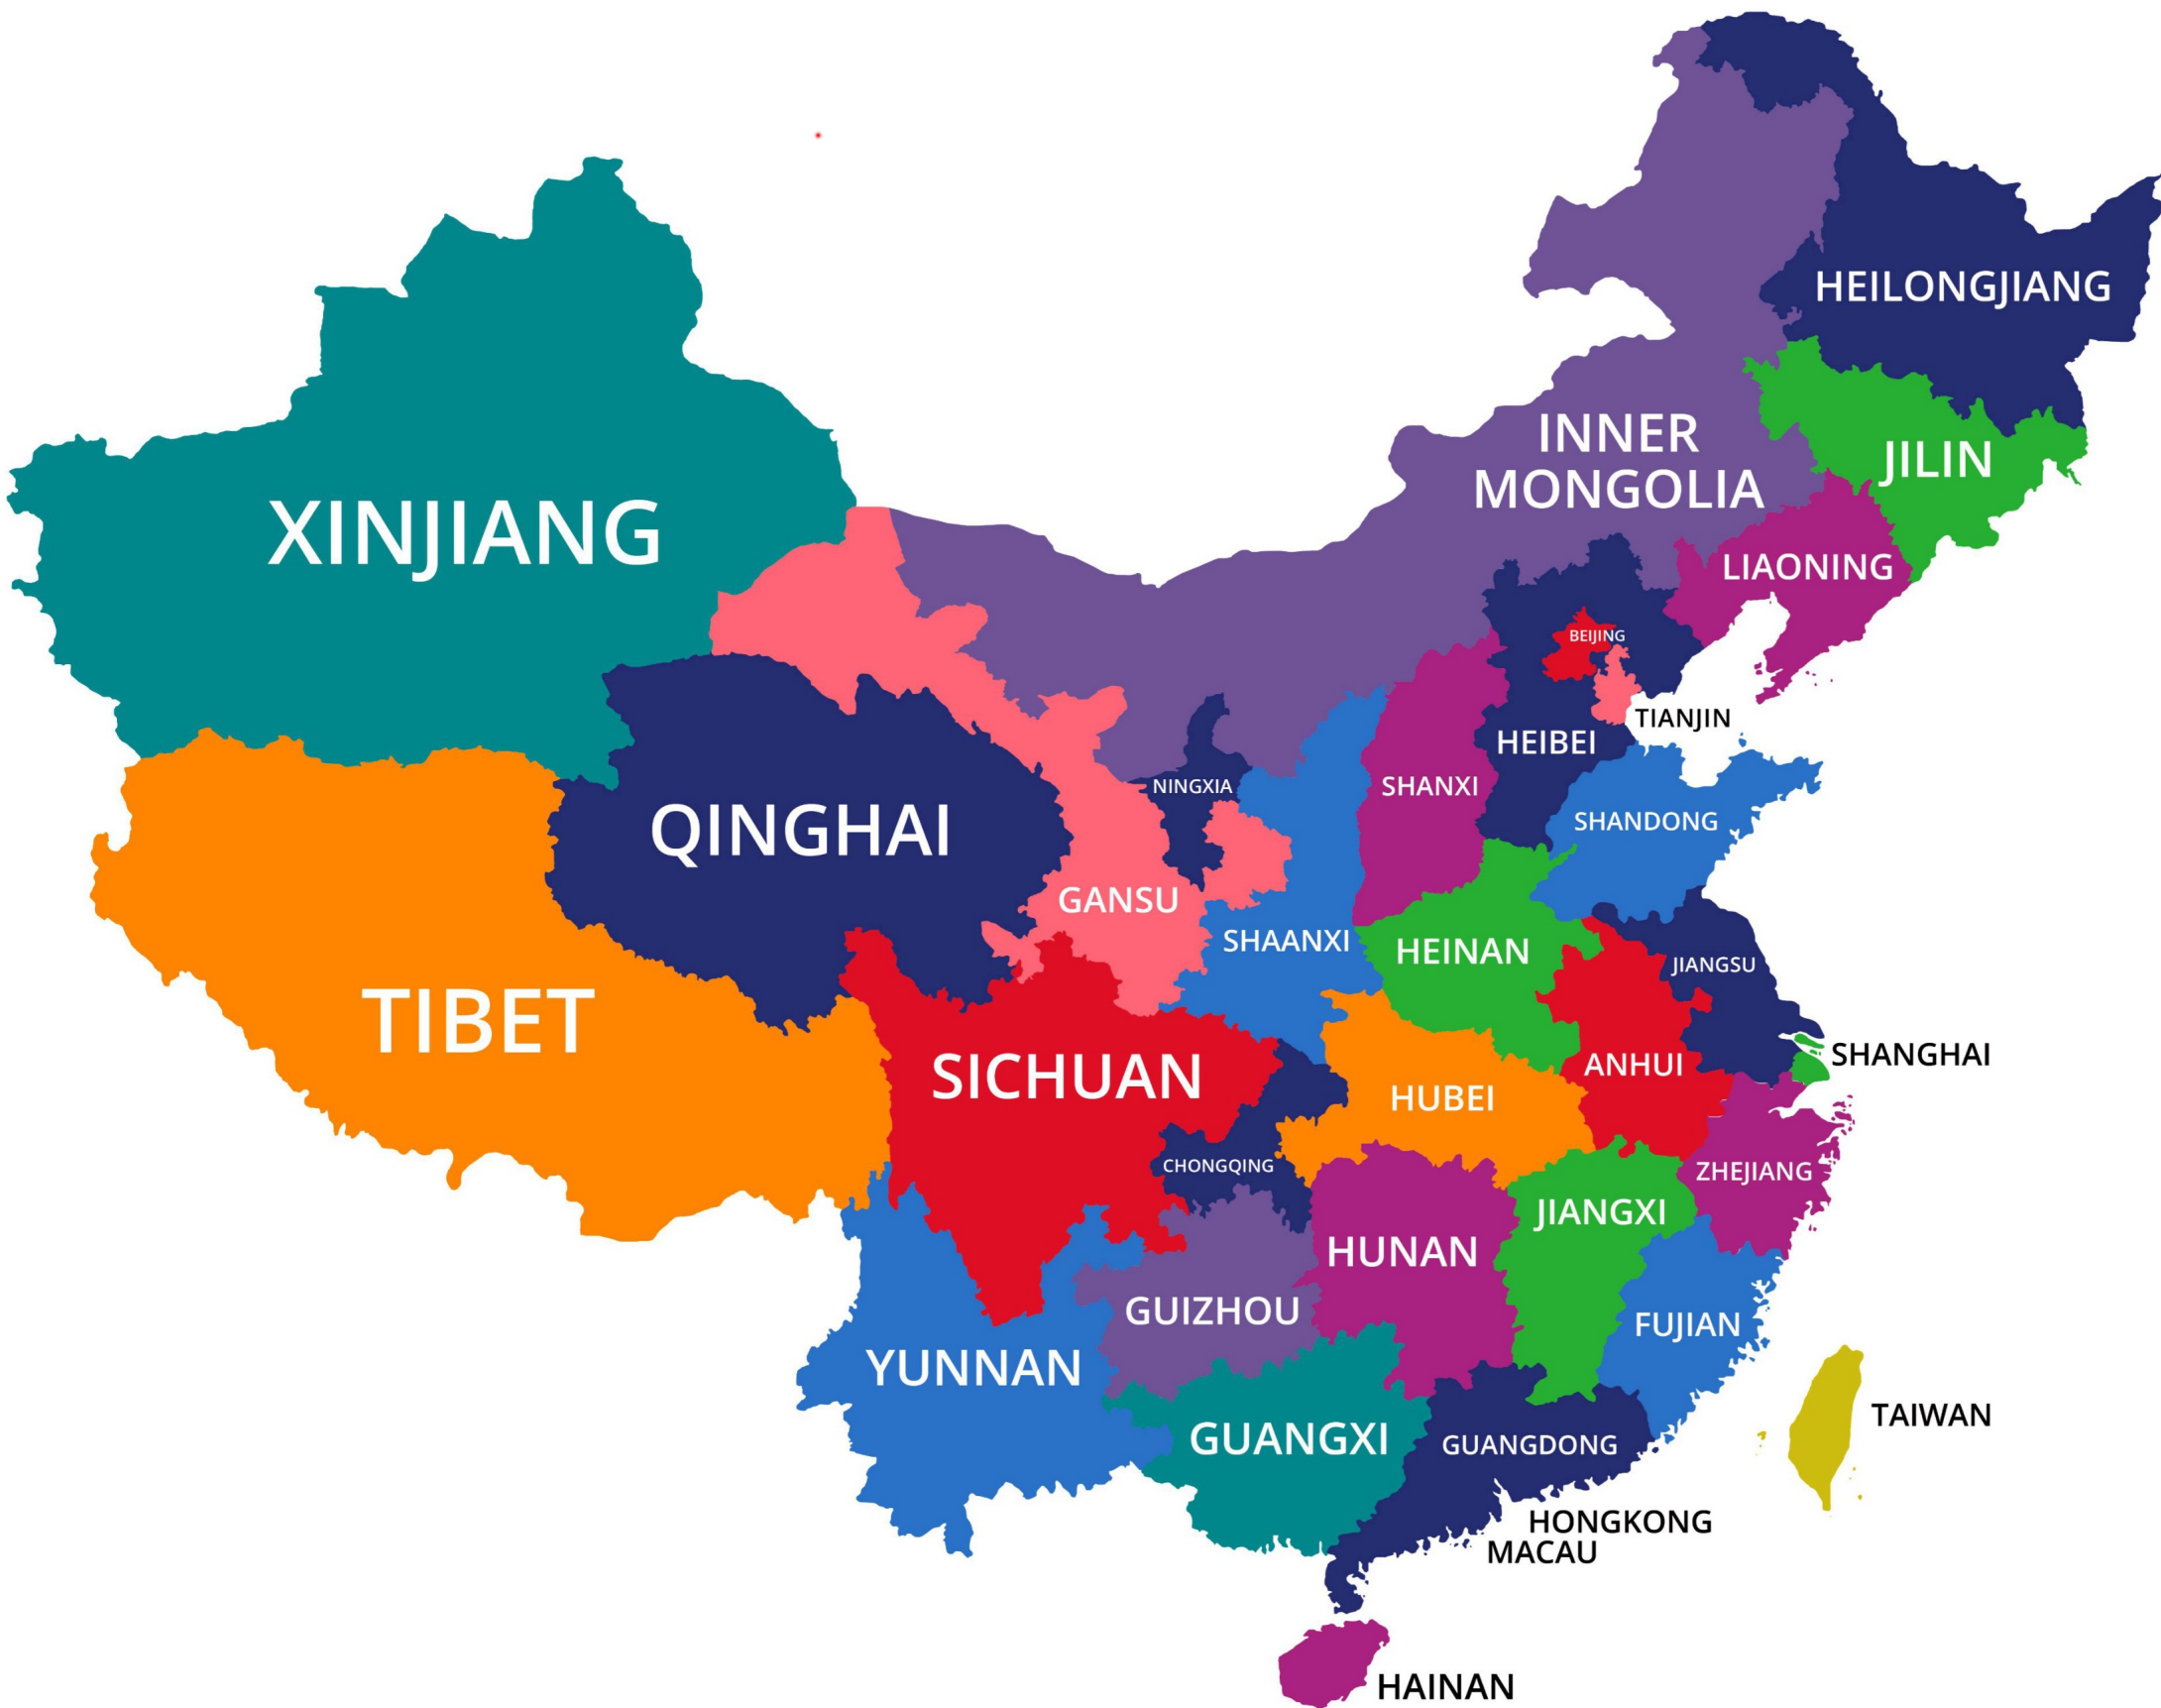 HEILONGJIANG
INNER
MONGOLIA
JILIN
XINJIANG
LIAONING
BEIJING
TIANJIN
HEIBEI
NINGXIA
SHANXI
SHANDONG
QINGHAI
GANSU
SHAANXI
HEINAN
JIANGSU
TIBET
SICHUAN
HUBEI
ANHUI
SHANGHAI
CHONGQING
ZHEJIANG
JIANGXI
HUNAN
GUIZHOU
FUJIAN
YUNNAN
TAIWAN
GUANGXI
GUANGDONG
HONGKONG
MACAU
HAINAN